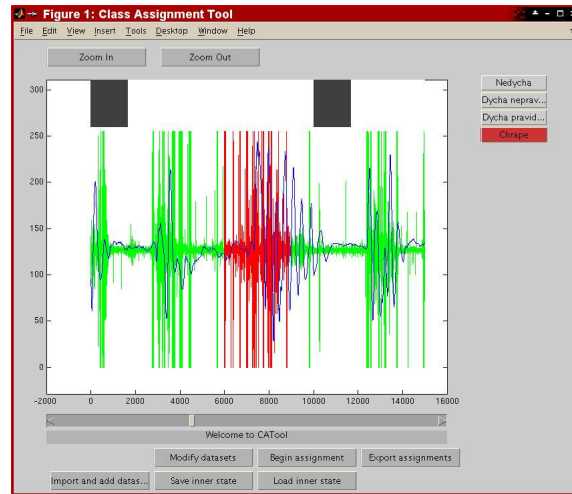 Figure 1: Class Assignment Tool
File Edit View Insert Tools Desktop Window Help
Zoom In Zoom Out
Nedycha
Dycha neprav...
Dycha pravid...
Chrape
300
250
200
150
100
50
0
-2000 0 2000 4000 6000 8000 10000 12000 14000 16000
Welcome to CATool
Modify datasets Begin assignment Export assignments
Import and add datas... Save inner state Load inner state